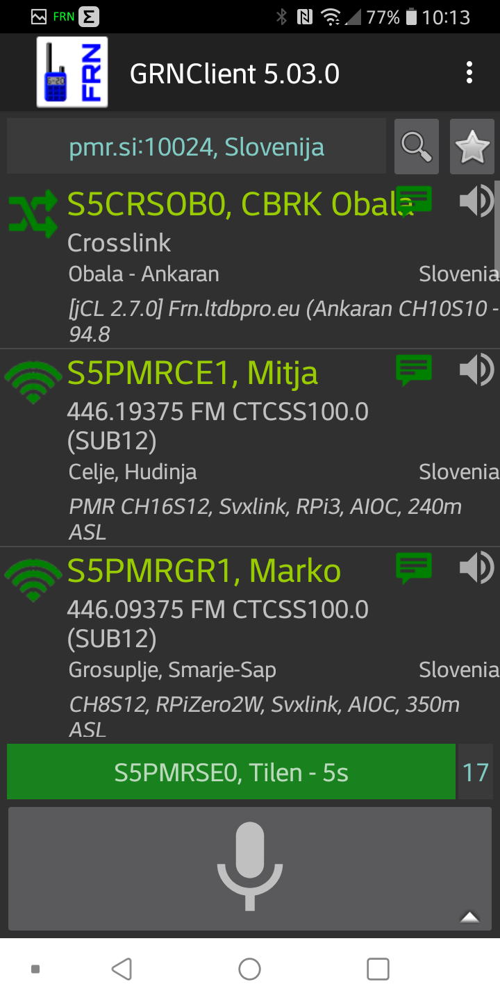 FRN Σ 77% 10:13
FRN GRNClient 5.03.0
pmr.si:10024, Slovenija
S5CRSOB0, CBRK Obala
Crosslink
Obala - Ankaran Slovenia
[jCL 2.7.0] Frn.ltdbpro.eu (Ankaran CH10S10 -
94.8
S5PMRCE1, Mitja
446.19375 FM CTCSS100.0
(SUB12)
Celje, Hudinja Slovenia
PMR CH16S12, Svxlink, RPi3, AIOC, 240m
ASL
S5PMRGR1, Marko
446.09375 FM CTCSS100.0
(SUB12)
Grosuplje, Smarje-Sap Slovenia
CH8S12, RPiZero2W, Svxlink, AIOC, 350m
ASL
S5PMRSE0, Tilen - 5s 17